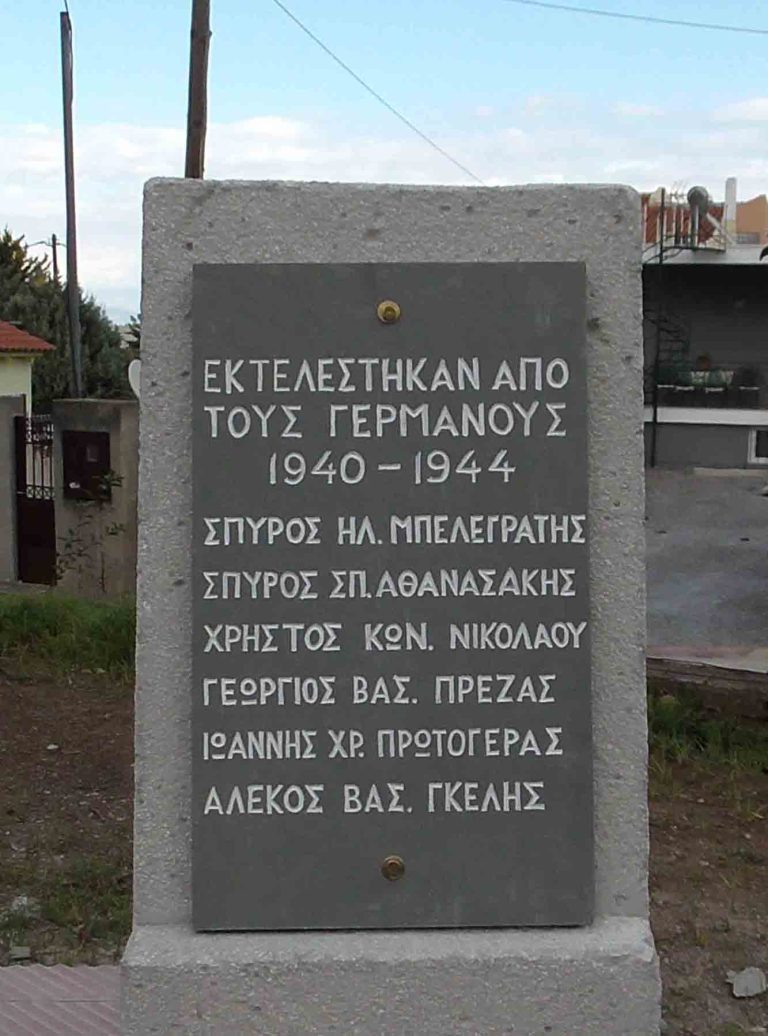 ΕΚΤΕΛΕΣΤΗΚΑΝ ΑΠΟ
ΤΟΥΣ ΓΕΡΜΑΝΟΥΣ
1940 – 1944
ΣΠΥΡΟΣ ΗΛ. ΜΠΕΛΕΓΡΑΤΗΣ
ΣΠΥΡΟΣ ΣΠ. ΑΘΑΝΑΣΑΚΗΣ
ΧΡΗΣΤΟΣ ΚΩΝ. ΝΙΚΟΛΑΟΥ
ΓΕΩΡΓΙΟΣ ΒΑΣ. ΠΡΕΖΑΣ
ΙΩΑΝΝΗΣ ΧΡ. ΠΡΩΤΟΓΕΡΑΣ
ΑΛΕΚΟΣ ΒΑΣ. ΓΚΕΛΗΣ